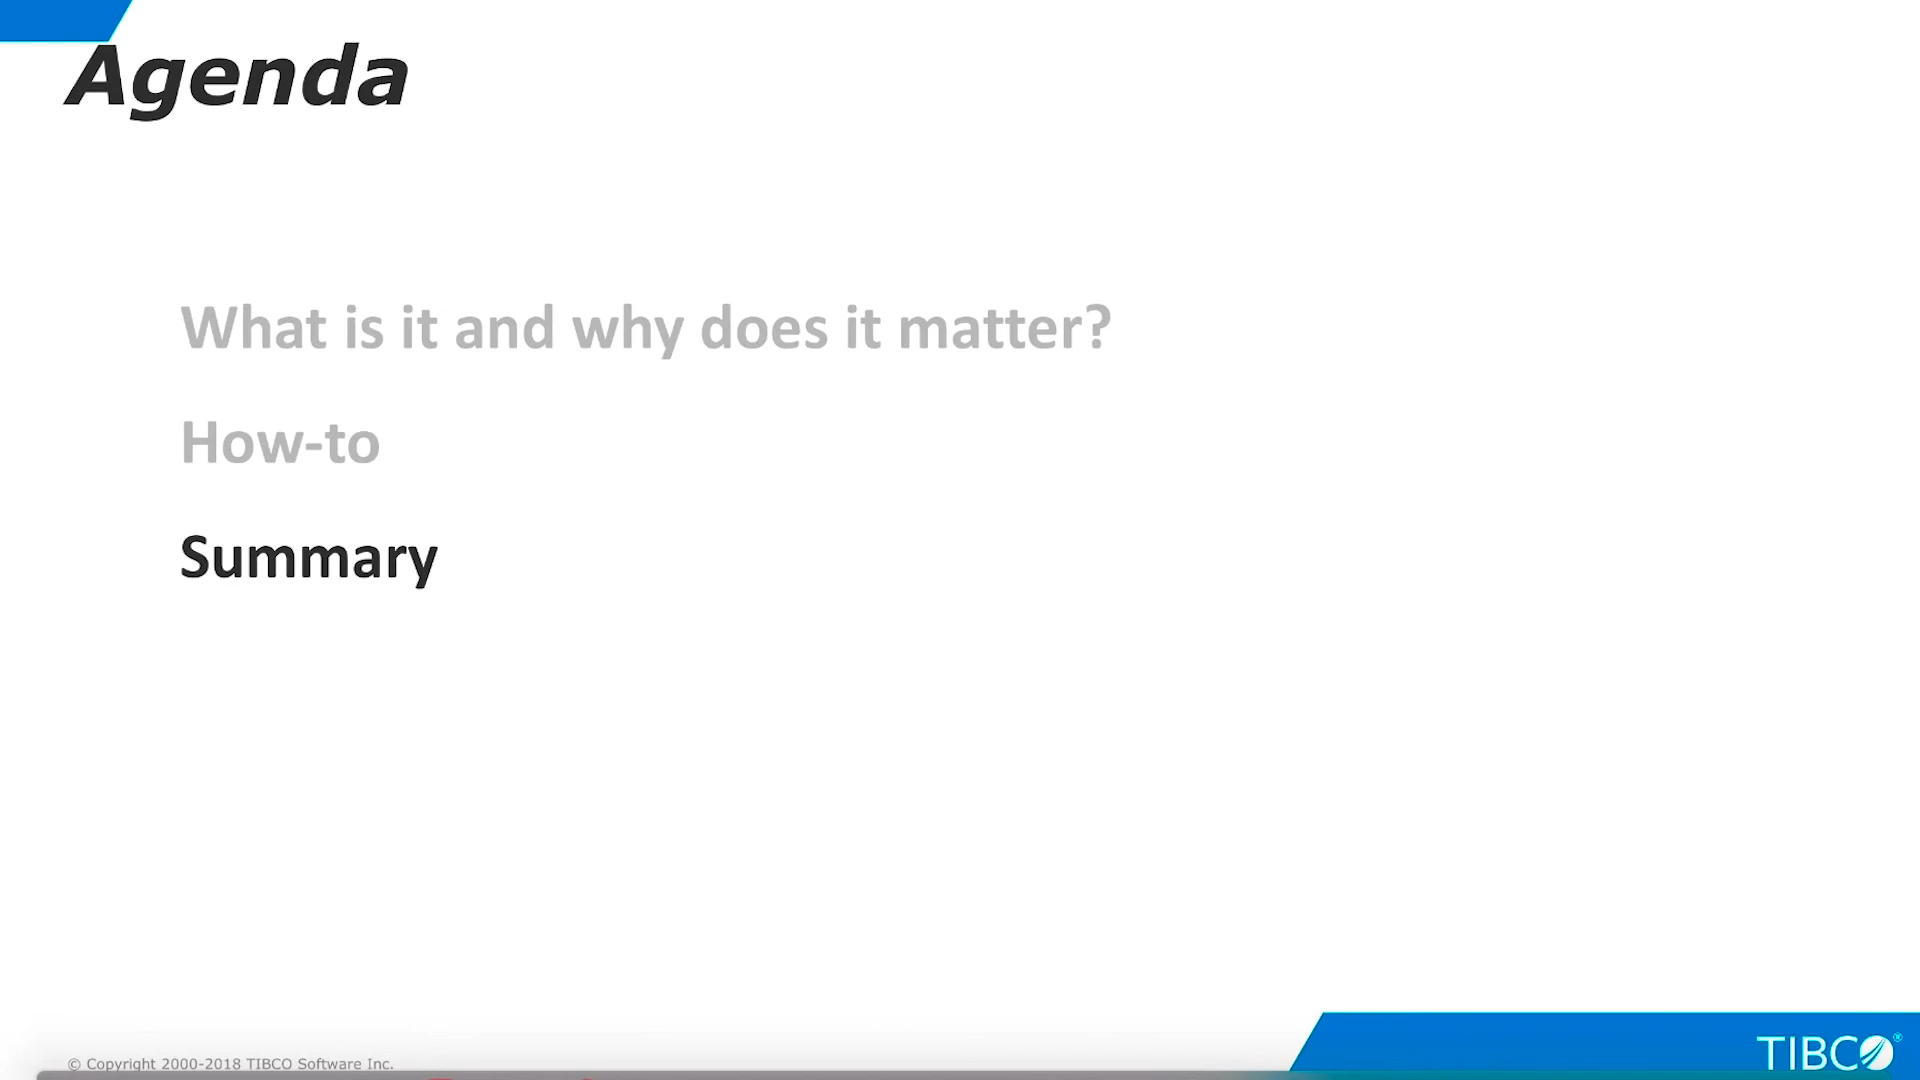 Agenda
What is it and why does it matter?
How-to
Summary
© Copyright 2000-2018 TIBCO Software Inc.
TIBCO®